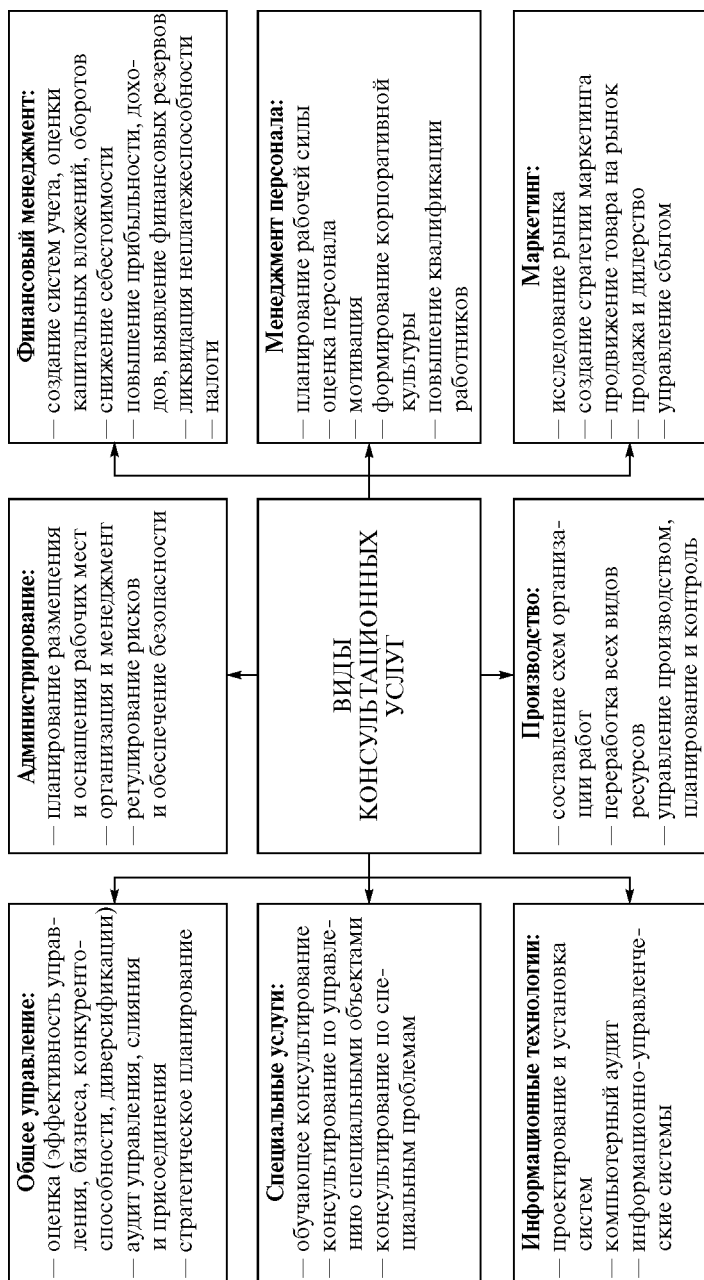 Общее управление:
— оценка (эффективность управ-
ления, бизнеса, конкуренто-
способности, диверсификации)
— аудит управления, слияния
и присоединения
— стратегическое планирование
Администрирование:
— планирование размещения
и оснащения рабочих мест
— организация и менеджмент
— регулирование рисков
и обеспечение безопасности
Финансовый менеджмент:
— создание систем учета, оценки
капитальных вложений, оборотов
— снижение себестоимости
— повышение прибыльности, дохо-
дов, выявление финансовых резервов
— ликвидация неплатежеспособности
— налоги
Специальные услуги:
— обучающее консультирование
— консультирование по управле-
нию специальными объектами
— консультирование по спе-
циальным проблемам
ВИДЫ
КОНСУЛЬТАЦИОННЫХ
УСЛУГ
Менеджмент персонала:
— планирование рабочей силы
— оценка персонала
— мотивация
— формирование корпоративной
культуры
— повышение квалификации
работников
Информационные технологии:
— проектирование и установка
систем
— компьютерный аудит
— информационно-управленче-
ские системы
Производство:
— составление схем организа-
ции работ
— переработка всех видов
ресурсов
— управление производством,
планирование и контроль
Маркетинг:
— исследование рынка
— создание стратегии маркетинга
— продвижение товара на рынок
— продажа и дилерство
— управление сбытом